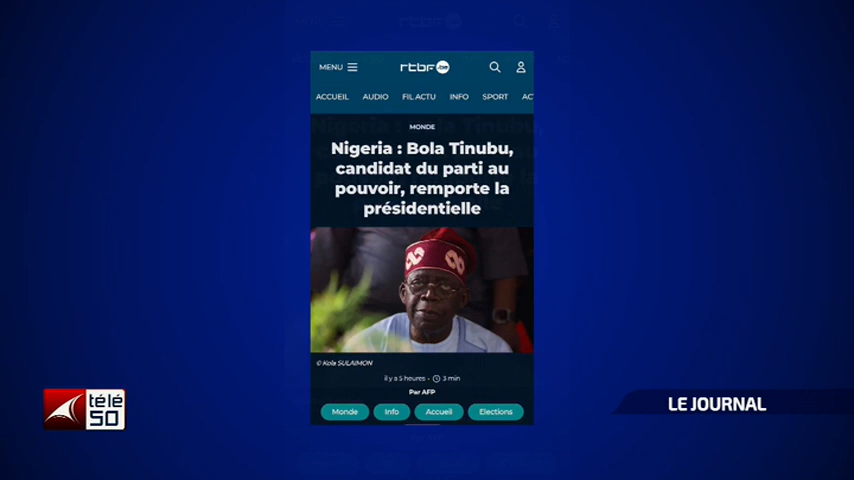 MENU
rtbf.be
ACCUEIL AUDIO FIL ACTU INFO SPORT
MONDE
Nigeria : Bola Tinubu,
candidat du parti au
pouvoir, remporte la
présidentielle
© Kola SULAIMON
il y a 5 heures • 3 min
Par AFP
Monde Info Accueil Elections
télé
50
LE JOURNAL